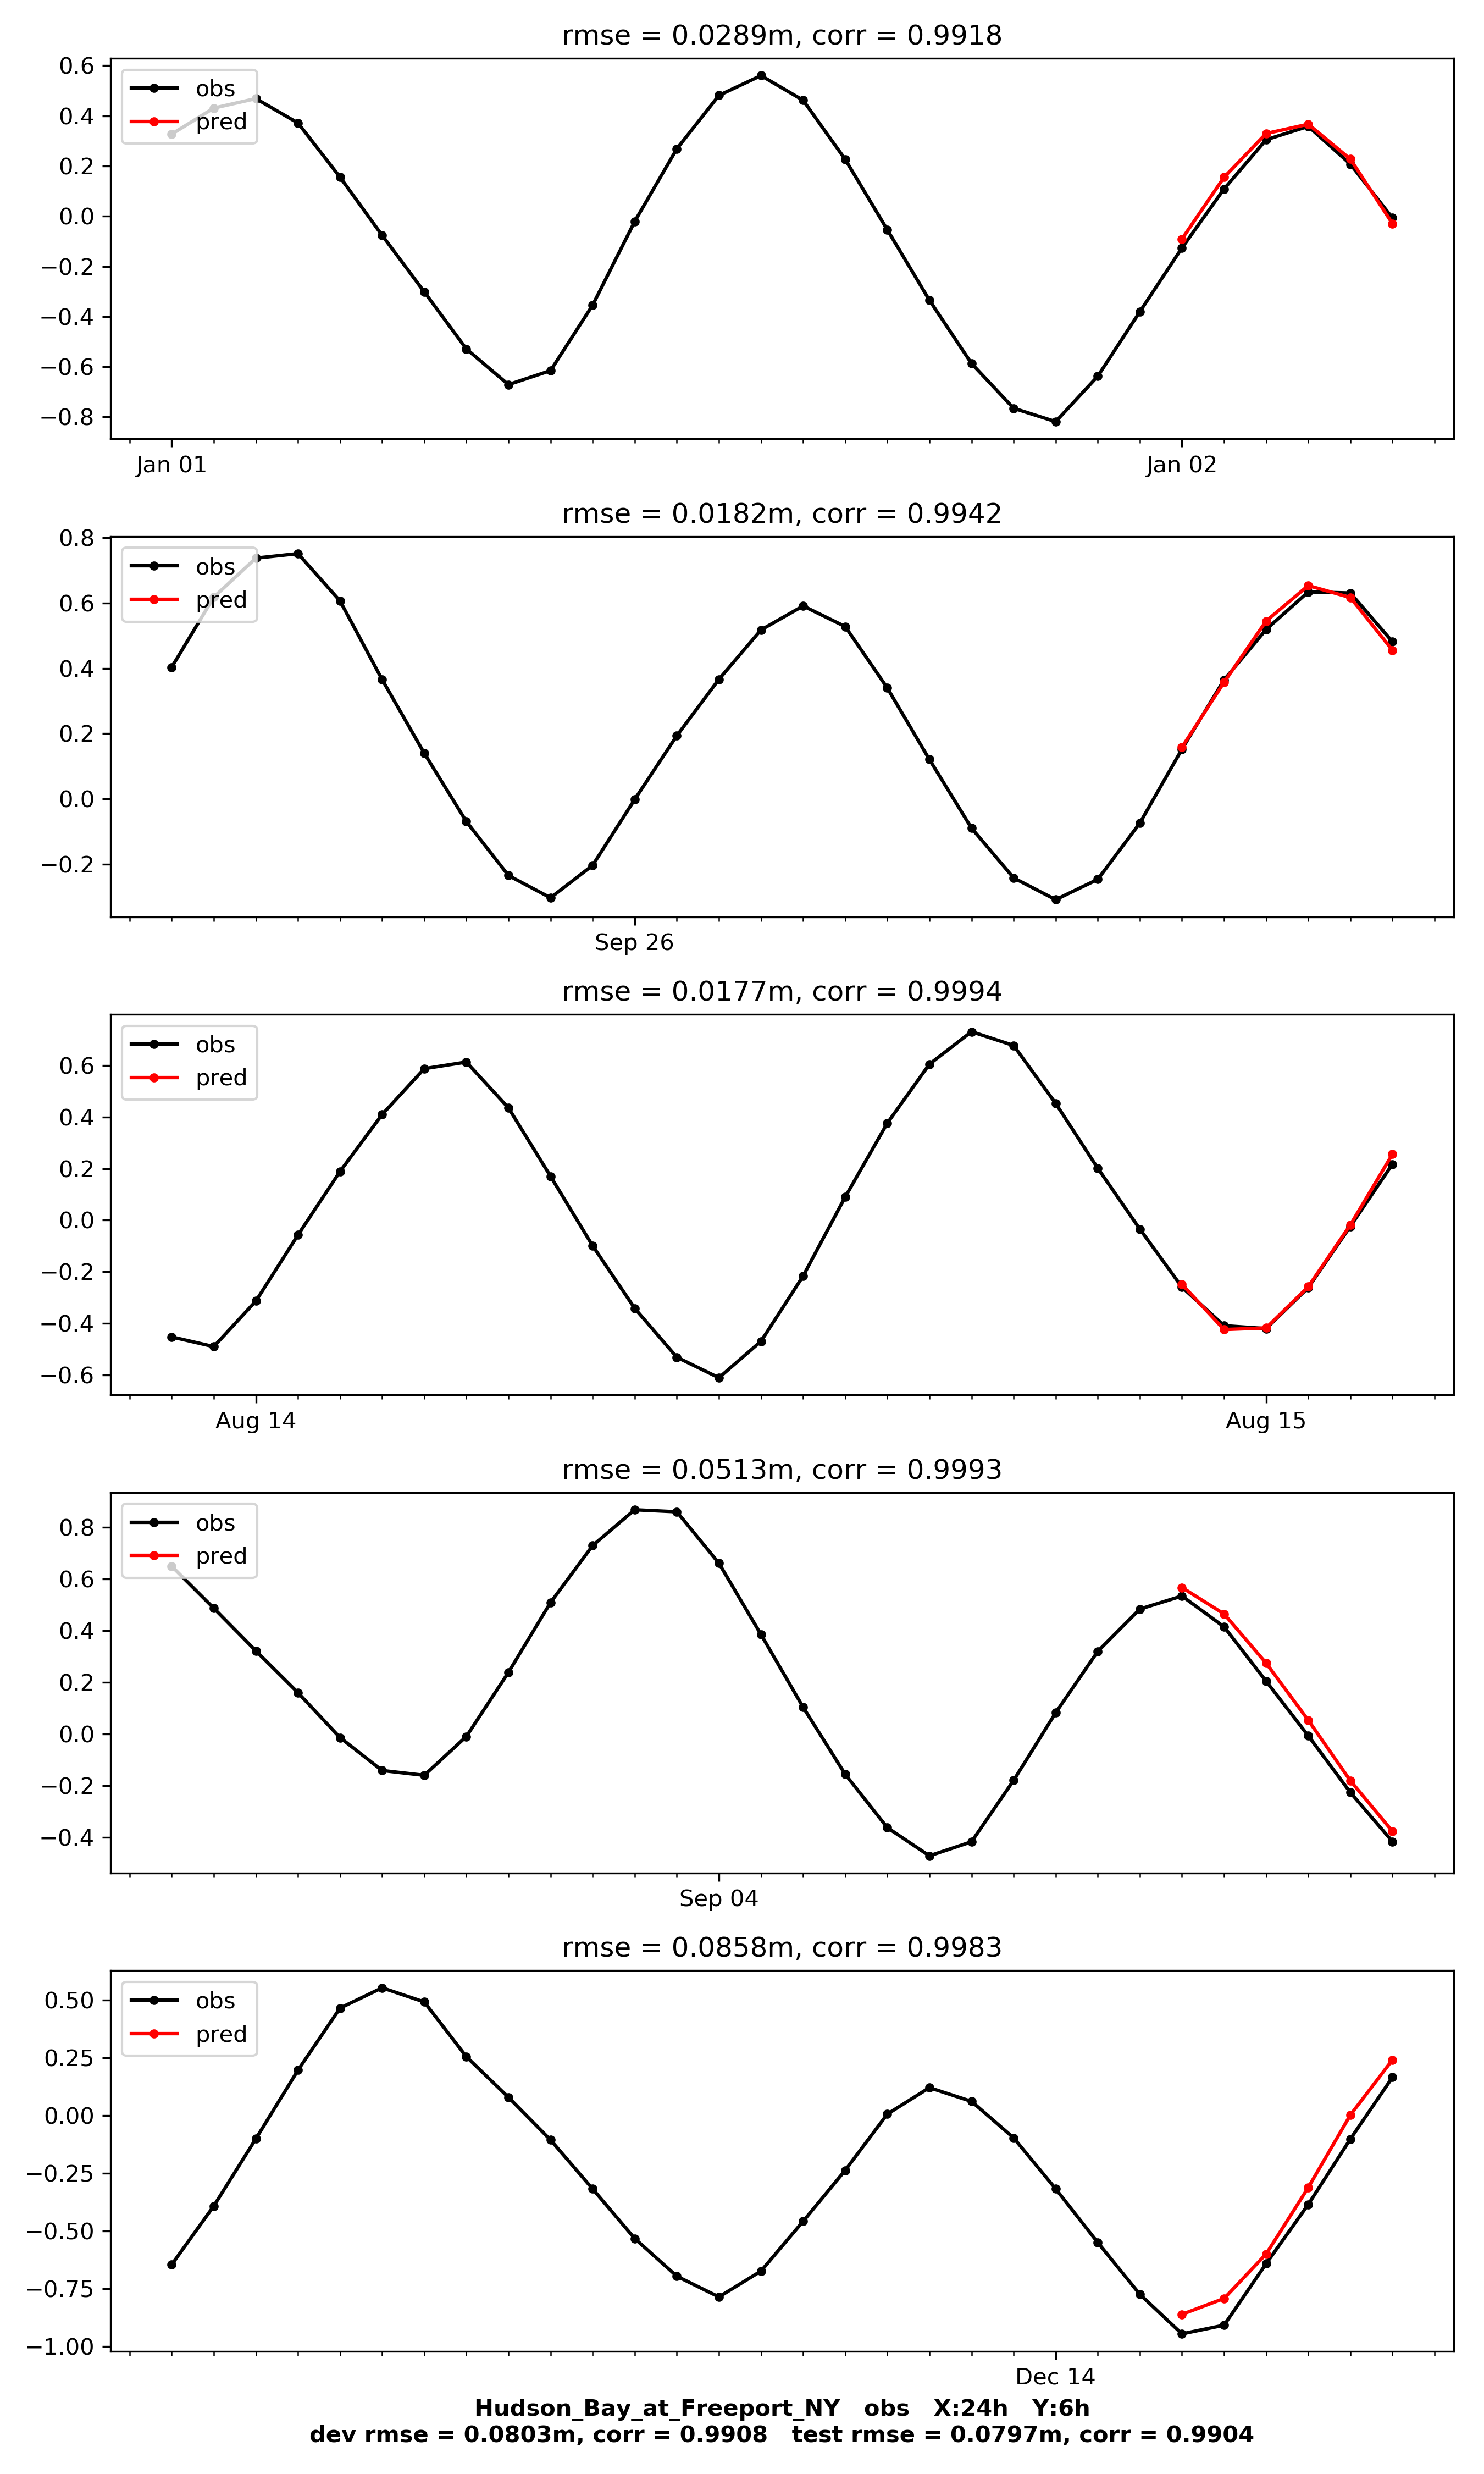 rmse = 0.0289m, corr = 0.9918
0.6
0.4
0.2
0.0
−0.2
−0.4
−0.6
−0.8
obs
pred
Jan 01 Jan 02
rmse = 0.0182m, corr = 0.9942
0.8
0.6
0.4
0.2
0.0
−0.2
obs
pred
Sep 26
rmse = 0.0177m, corr = 0.9994
0.6
0.4
0.2
0.0
−0.2
−0.4
−0.6
obs
pred
Aug 14 Aug 15
rmse = 0.0513m, corr = 0.9993
0.8
0.6
0.4
0.2
0.0
−0.2
−0.4
obs
pred
Sep 04
rmse = 0.0858m, corr = 0.9983
0.50
0.25
0.00
−0.25
−0.50
−0.75
−1.00
obs
pred
Dec 14
Hudson_Bay_at_Freeport_NY obs X:24h Y:6h
dev rmse = 0.0803m, corr = 0.9908 test rmse = 0.0797m, corr = 0.9904